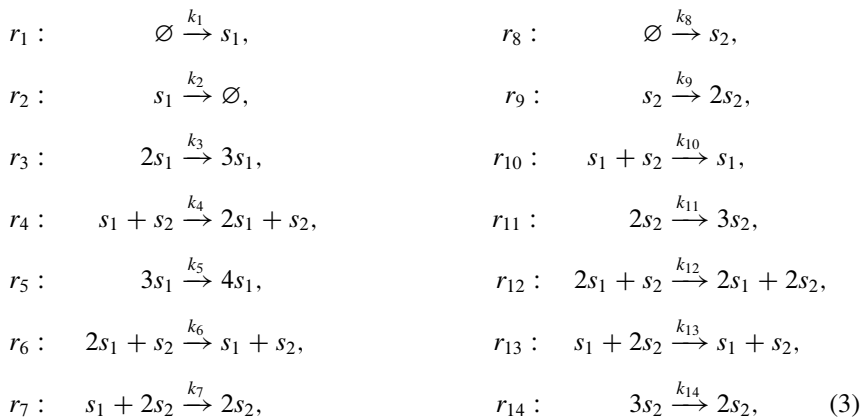 r₁ : ∅ —k₁→ s₁, r₈ : ∅ —k₈→ s₂,
r₂ : s₁ —k₂→ ∅, r₉ : s₂ —k₉→ 2s₂,
r₃ : 2s₁ —k₃→ 3s₁, r₁₀ : s₁ + s₂ —k₁₀→ s₁,
r₄ : s₁ + s₂ —k₄→ 2s₁ + s₂, r₁₁ : 2s₂ —k₁₁→ 3s₂,
r₅ : 3s₁ —k₅→ 4s₁, r₁₂ : 2s₁ + s₂ —k₁₂→ 2s₁ + 2s₂,
r₆ : 2s₁ + s₂ —k₆→ s₁ + s₂, r₁₃ : s₁ + 2s₂ —k₁₃→ s₁ + s₂,
r₇ : s₁ + 2s₂ —k₇→ 2s₂, r₁₄ : 3s₂ —k₁₄→ 2s₂, (3)